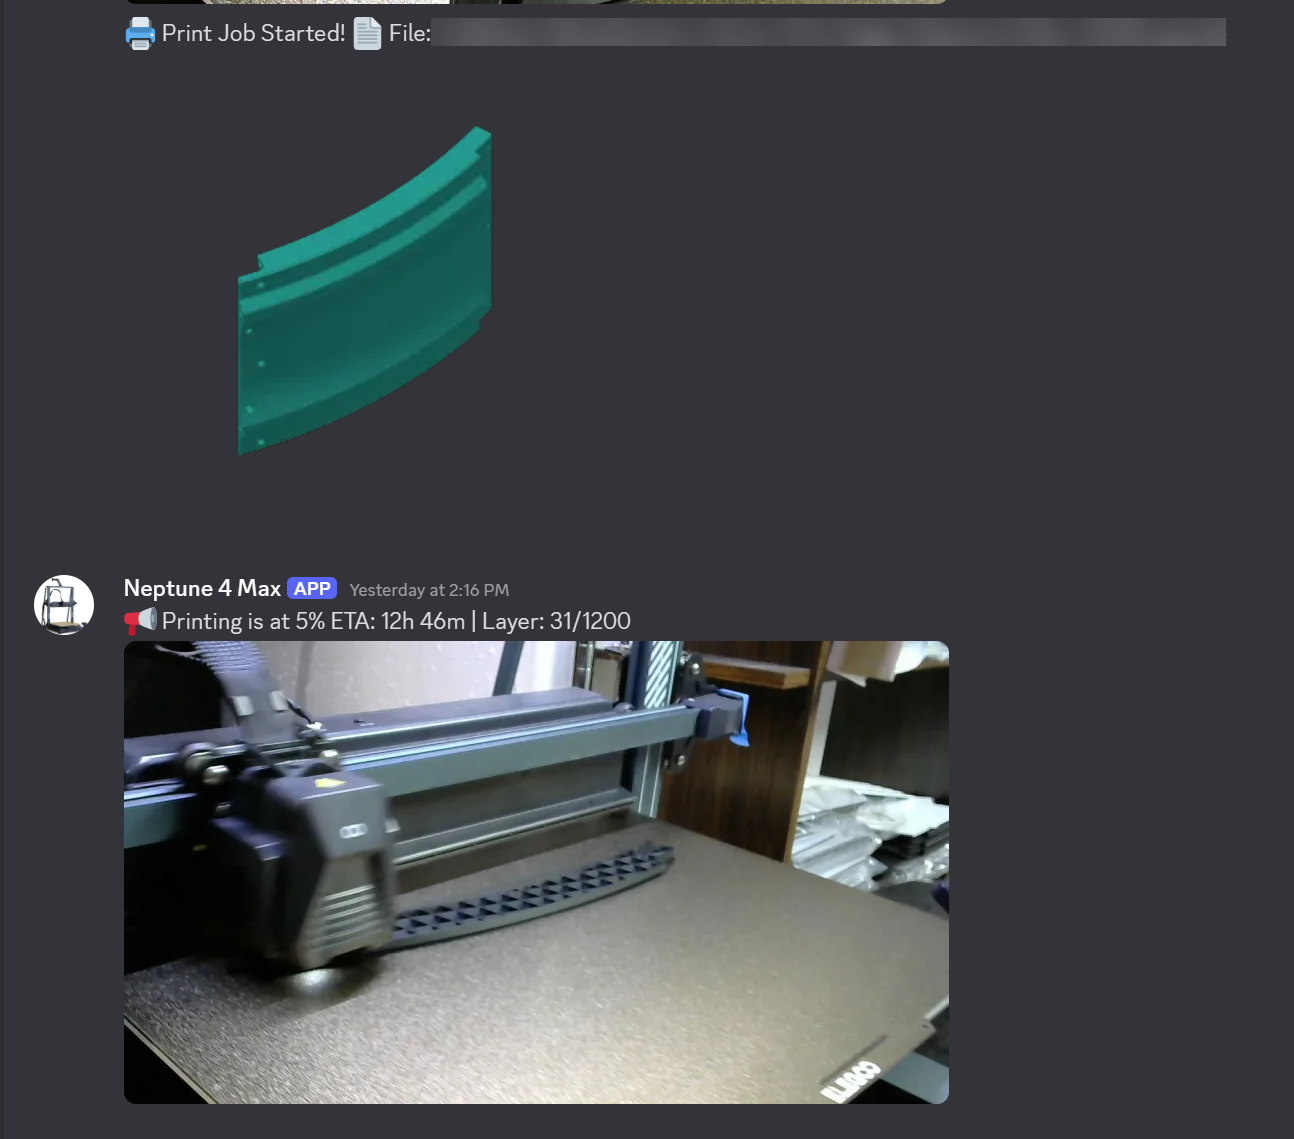 Print Job Started! File:
Neptune 4 Max APP Yesterday at 2:16 PM
Printing is at 5% ETA: 12h 46m | Layer: 31/1200